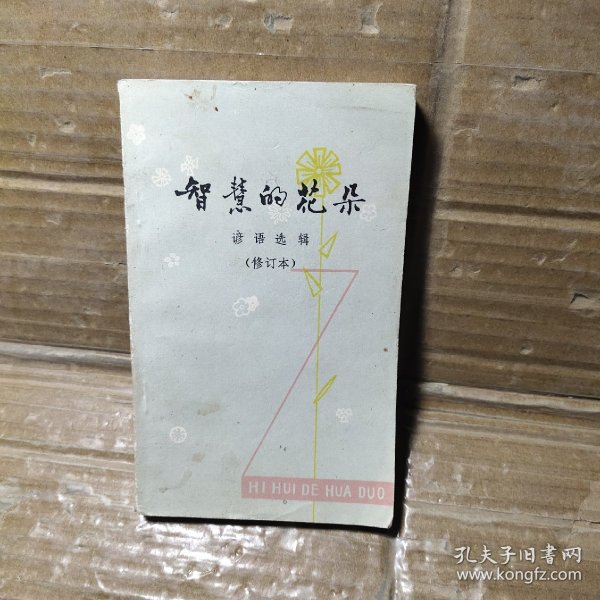 智慧的花朵
谚语选辑
（修订本）
HI HUI DE HUA DUO
孔夫子旧书网
www.kongfz.com